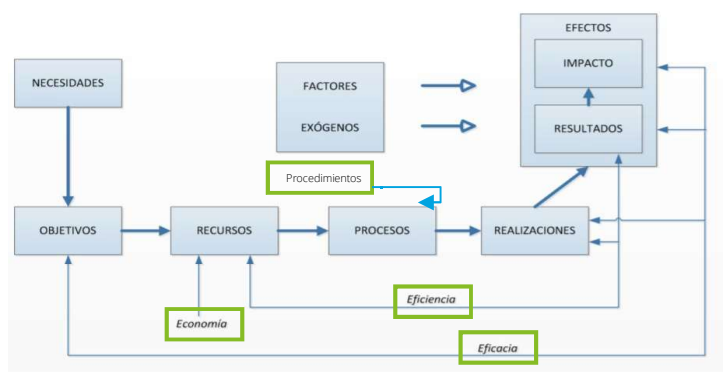 EFECTOS
IMPACTO
NECESIDADES
FACTORES
EXÓGENOS
RESULTADOS
Procedimientos
OBJETIVOS
RECURSOS
PROCESOS
REALIZACIONES
Eficiencia
Economía
Eficacia